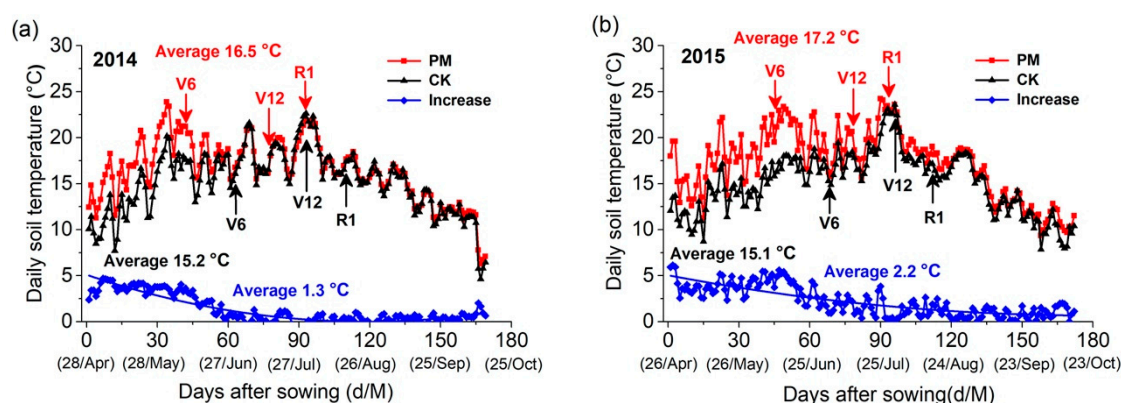 (a)
2014
Average 16.5 °C
PM
CK
Increase
V6
V12
R1
V6
V12
R1
Average 15.2 °C
Average 1.3 °C
Daily soil temperature (°C)
30
25
20
15
10
5
0
0 30 60 90 120 150 180
(28/Apr) (28/May) (27/Jun) (27/Jul) (26/Aug) (25/Sep) (25/Oct)
Days after sowing (d/M)
(b)
2015
Average 17.2 °C
PM
CK
Increase
V6
V12
R1
V6
V12
R1
Average 15.1 °C
Average 2.2 °C
Daily soil temperature (°C)
30
25
20
15
10
5
0
0 30 60 90 120 150 180
(26/Apr) (26/May) (25/Jun) (25/Jul) (24/Aug) (23/Sep) (23/Oct)
Days after sowing(d/M)